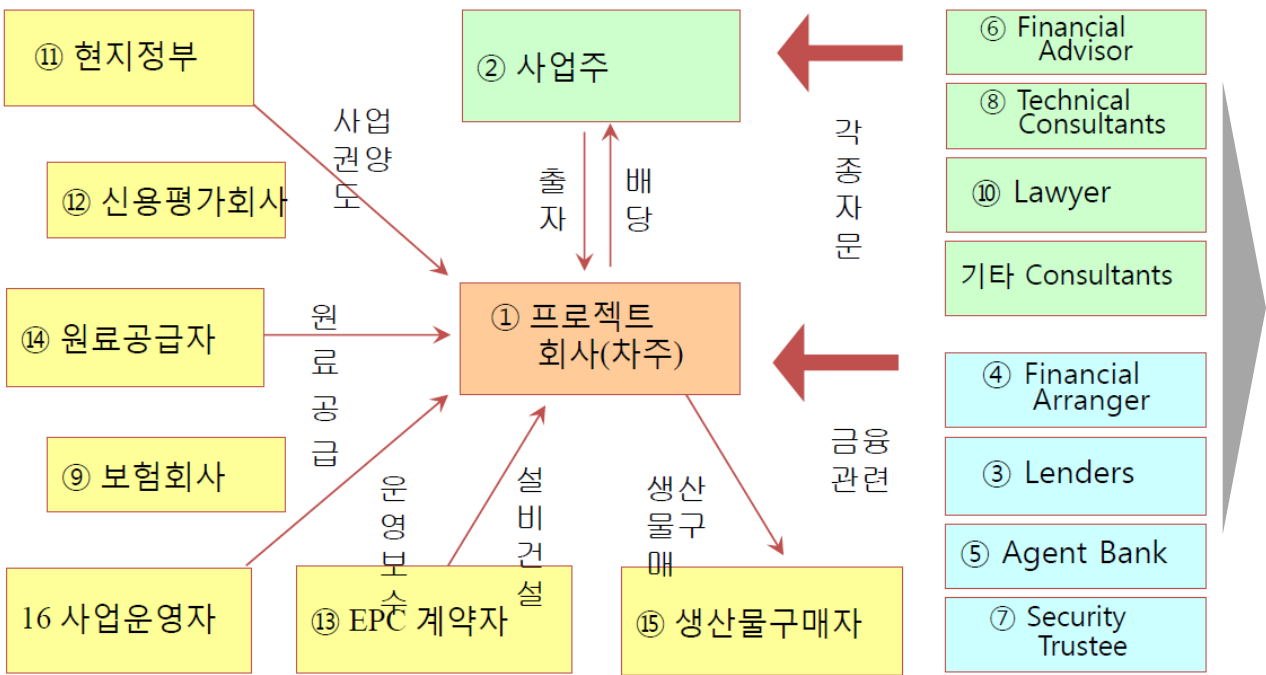 ⑪ 현지정부
② 사업주
⑥ Financial
Advisor
⑧ Technical
Consultants
⑩ Lawyer
기타 Consultants
각
종
자
문
사업
권양
도
출
자
배
당
⑫ 신용평가회사
① 프로젝트
회사(차주)
⑭ 원료공급자
원
료
공
급
④ Financial
Arranger
③ Lenders
⑤ Agent Bank
⑦ Security
Trustee
금융
관련
⑨ 보험회사
운
영
보
수
설
비
건
설
생산
물구
매
16 사업운영자
⑬ EPC 계약자
⑮ 생산물구매자